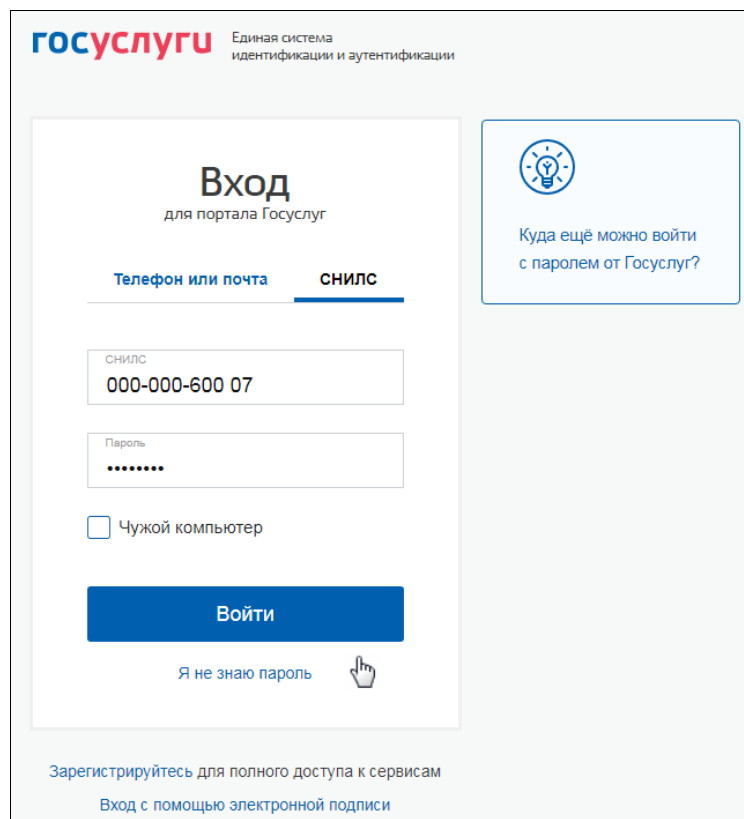 госуслуги
Единая система
идентификации и аутентификации
Вход
для портала Госуслуг
Телефон или почта
СНИЛС
СНИЛС
000-000-600 07
Пароль
••••••••
Чужой компьютер
Войти
Я не знаю пароль
Зарегистрируйтесь для полного доступа к сервисам
Вход с помощью электронной подписи
Куда ещё можно войти
с паролем от Госуслуг?